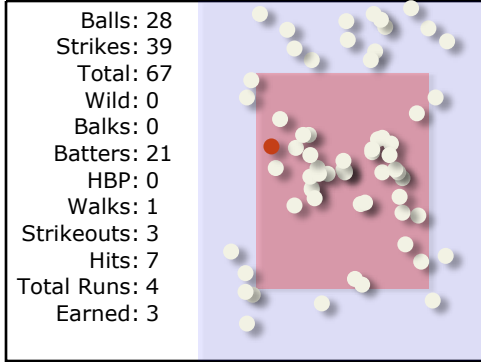 Balls: 28
Strikes: 39
Total: 67
Wild: 0
Balks: 0
Batters: 21
HBP: 0
Walks: 1
Strikeouts: 3
Hits: 7
Total Runs: 4
Earned: 3